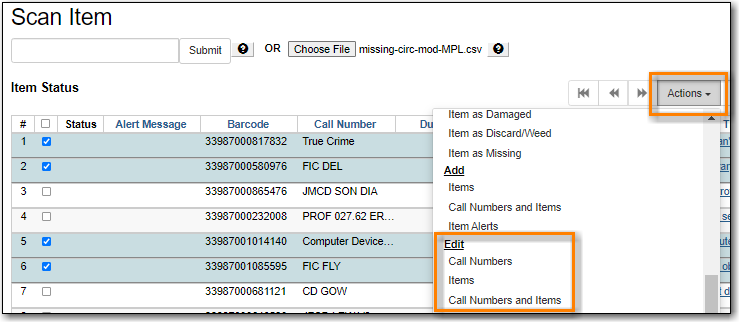 Scan Item
Submit ? OR Choose File missing-circ-mod-MPL.csv ?
Item Status
Actions
# Status Alert Message Barcode Call Number Du T
1 33987000817832 True Crime
2 33987000580976 FIC DEL
3 33987000865476 JMCD SON DIA
4 33987000232008 PROF 027.62 ER...
5 33987001014140 Computer Device...
6 33987001085595 FIC FLY
7 33987000681121 CD GOW
8
Item as Damaged
Item as Discard/Weed
Item as Missing
Add
Items
Call Numbers and Items
Item Alerts
Edit
Call Numbers
Items
Call Numbers and Items